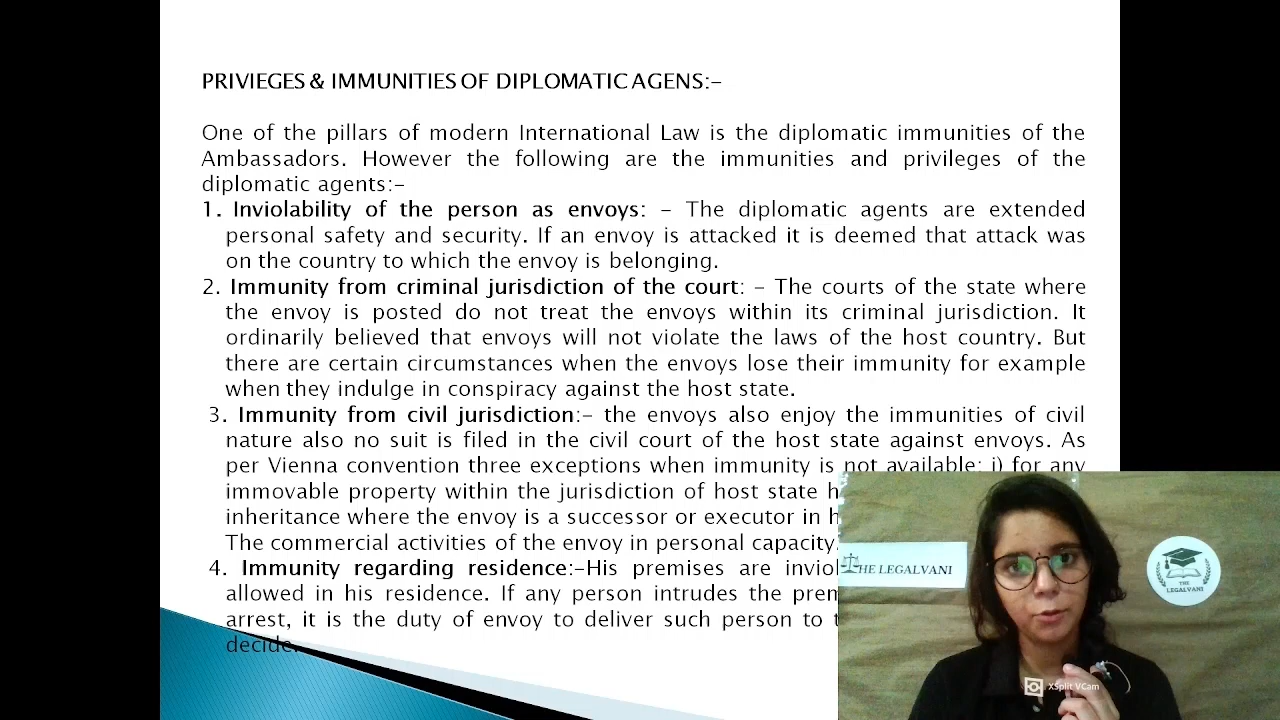 PRIVIEGES & IMMUNITIES OF DIPLOMATIC AGENS:-
One of the pillars of modern International Law is the diplomatic immunities of the
Ambassadors. However the following are the immunities and privileges of the
diplomatic agents:-
1. Inviolability of the person as envoys: - The diplomatic agents are extended
personal safety and security. If an envoy is attacked it is deemed that attack was
on the country to which the envoy is belonging.
2. Immunity from criminal jurisdiction of the court: - The courts of the state where
the envoy is posted do not treat the envoys within its criminal jurisdiction. It
ordinarily believed that envoys will not violate the laws of the host country. But
there are certain circumstances when the envoys lose their immunity for example
when they indulge in conspiracy against the host state.
3. Immunity from civil jurisdiction:- the envoys also enjoy the immunities of civil
nature also no suit is filed in the civil court of the host state against envoys. As
per Vienna convention three exceptions when immunity is not available: i) for any
immovable property within the jurisdiction of host state
inheritance where the envoy is a successor or executor in
The commercial activities of the envoy in personal capacity.
4. Immunity regarding residence:-His premises are
allowed in his residence. If any person intrudes the
arrest, it is the duty of envoy to deliver such person to
decide.
THE LEGALVANI
THE
LEGALVANI
XSplit VCam